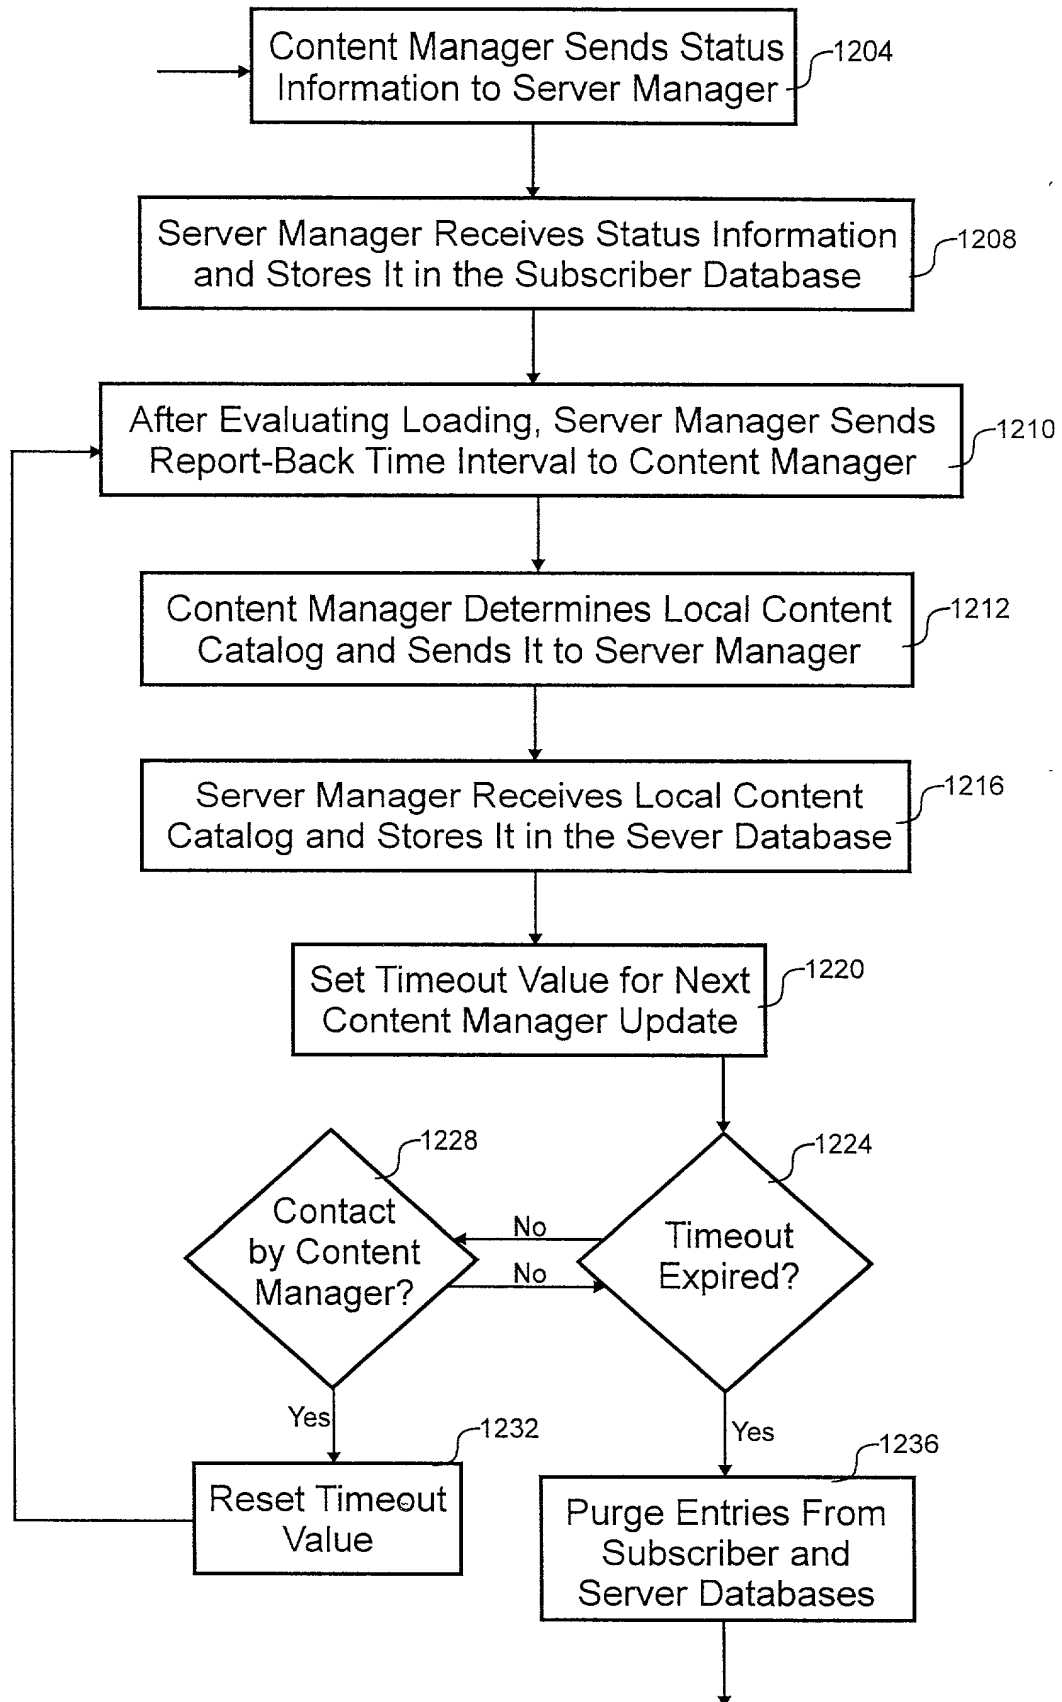 Content Manager Sends Status
Information to Server Manager
1204
Server Manager Receives Status Information
and Stores It in the Subscriber Database
1208
After Evaluating Loading, Server Manager Sends
Report-Back Time Interval to Content Manager
1210
Content Manager Determines Local Content
Catalog and Sends It to Server Manager
1212
Server Manager Receives Local Content
Catalog and Stores It in the Sever Database
1216
Set Timeout Value for Next
Content Manager Update
1220
1228
Contact
by Content
Manager?
No
No
1224
Timeout
Expired?
Yes
1232
Reset Timeout
Value
Yes
1236
Purge Entries From
Subscriber and
Server Databases